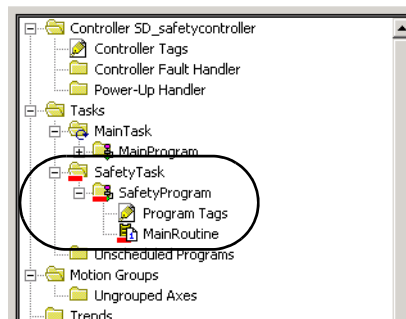 Controller SD_safetycontroller
Controller Tags
Controller Fault Handler
Power-Up Handler
Tasks
MainTask
MainProgram
SafetyTask
SafetyProgram
Program Tags
MainRoutine
Unscheduled Programs
Motion Groups
Ungrouped Axes
Trends